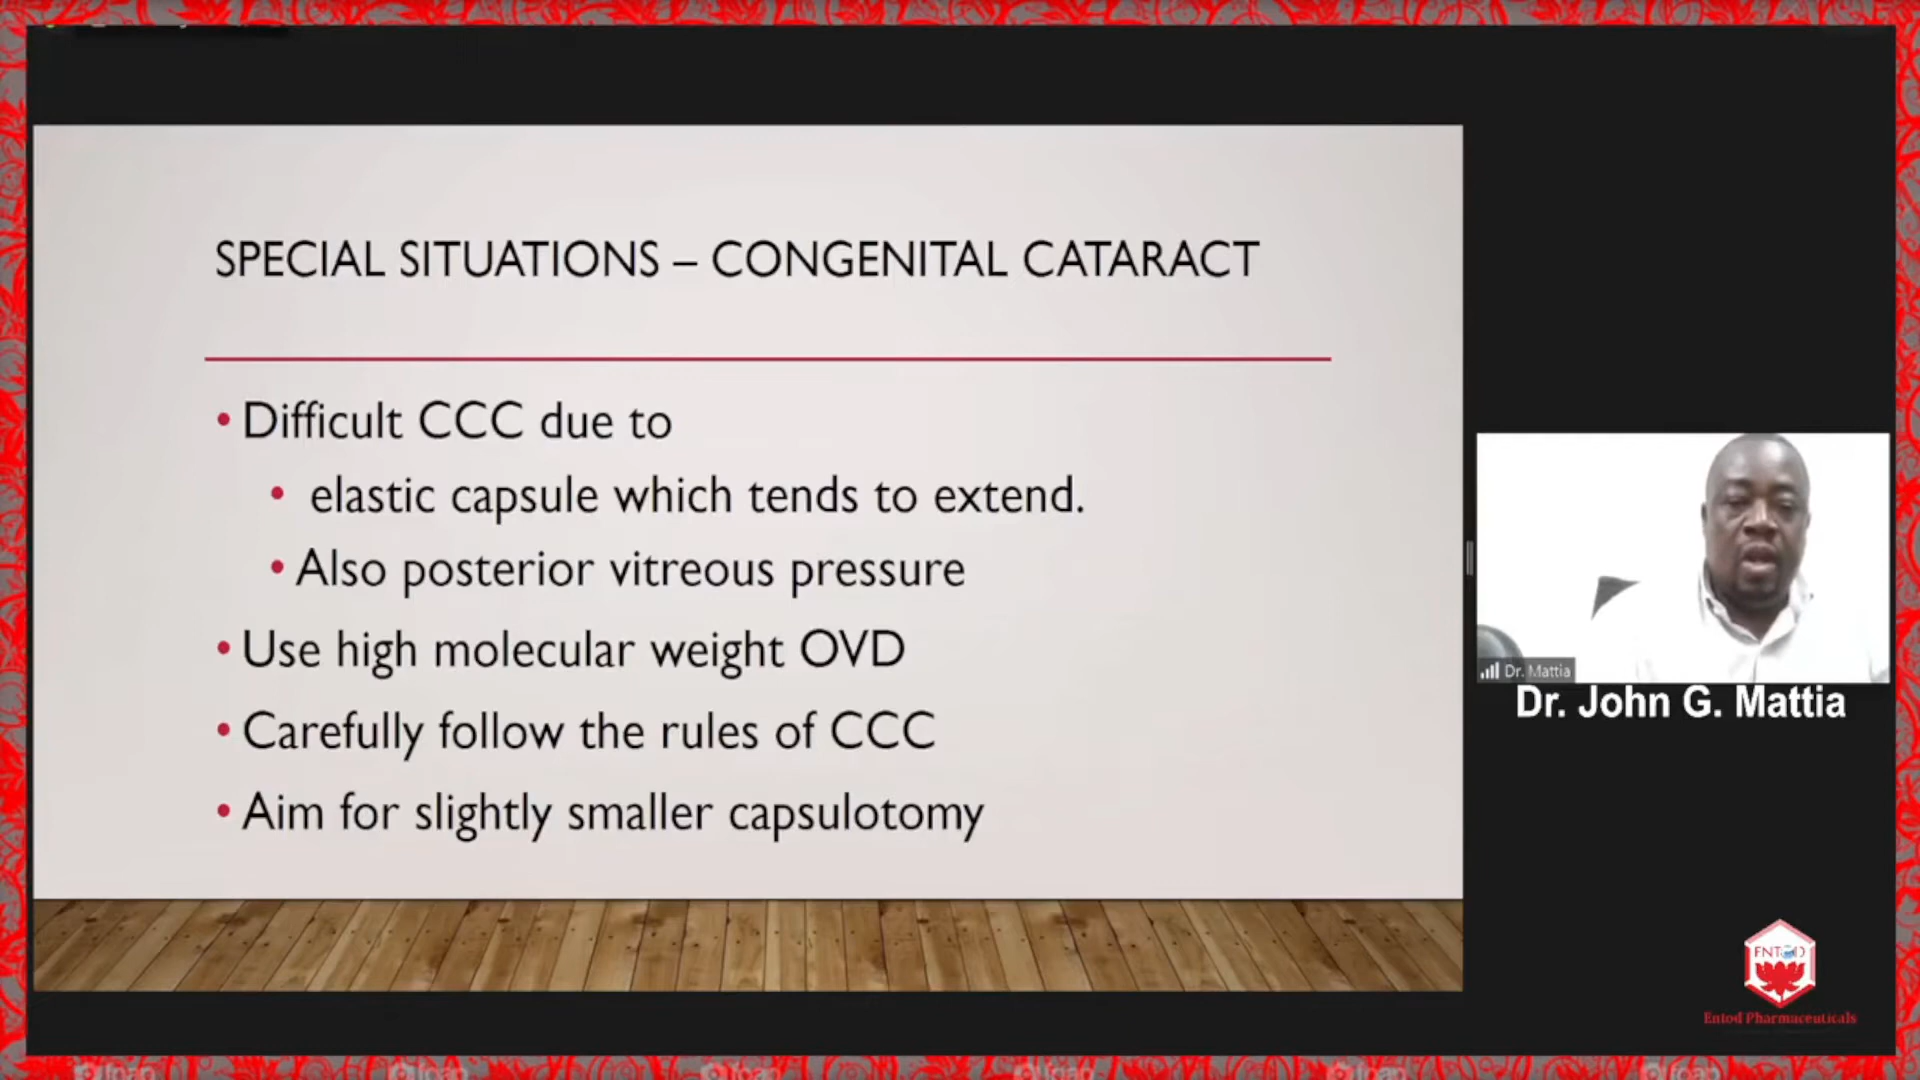 SPECIAL SITUATIONS – CONGENITAL CATARACT
• Difficult CCC due to
• elastic capsule which tends to extend.
• Also posterior vitreous pressure
• Use high molecular weight OVD
• Carefully follow the rules of CCC
• Aim for slightly smaller capsulotomy
Dr. Mattia
Dr. John G. Mattia
ENTOD
Entod Pharmaceuticals